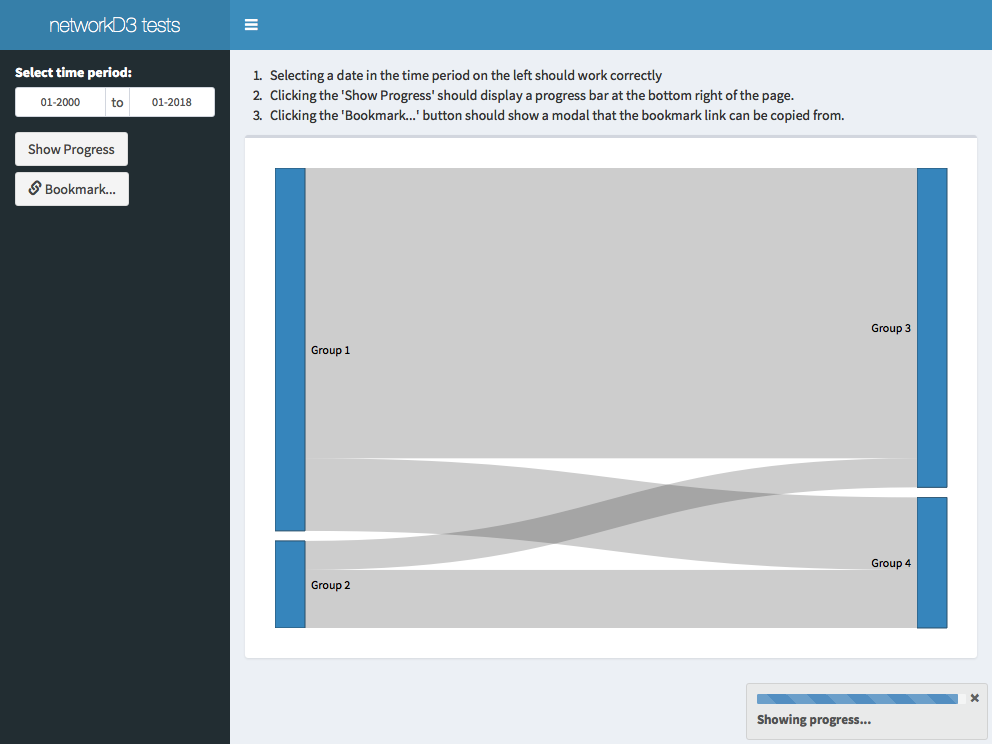 networkD3 tests
Select time period:
01-2000 to 01-2018
Show Progress
Bookmark...
1. Selecting a date in the time period on the left should work correctly
2. Clicking the 'Show Progress' should display a progress bar at the bottom right of the page.
3. Clicking the 'Bookmark...' button should show a modal that the bookmark link can be copied from.
Group 3
Group 1
Group 4
Group 2
Showing progress...